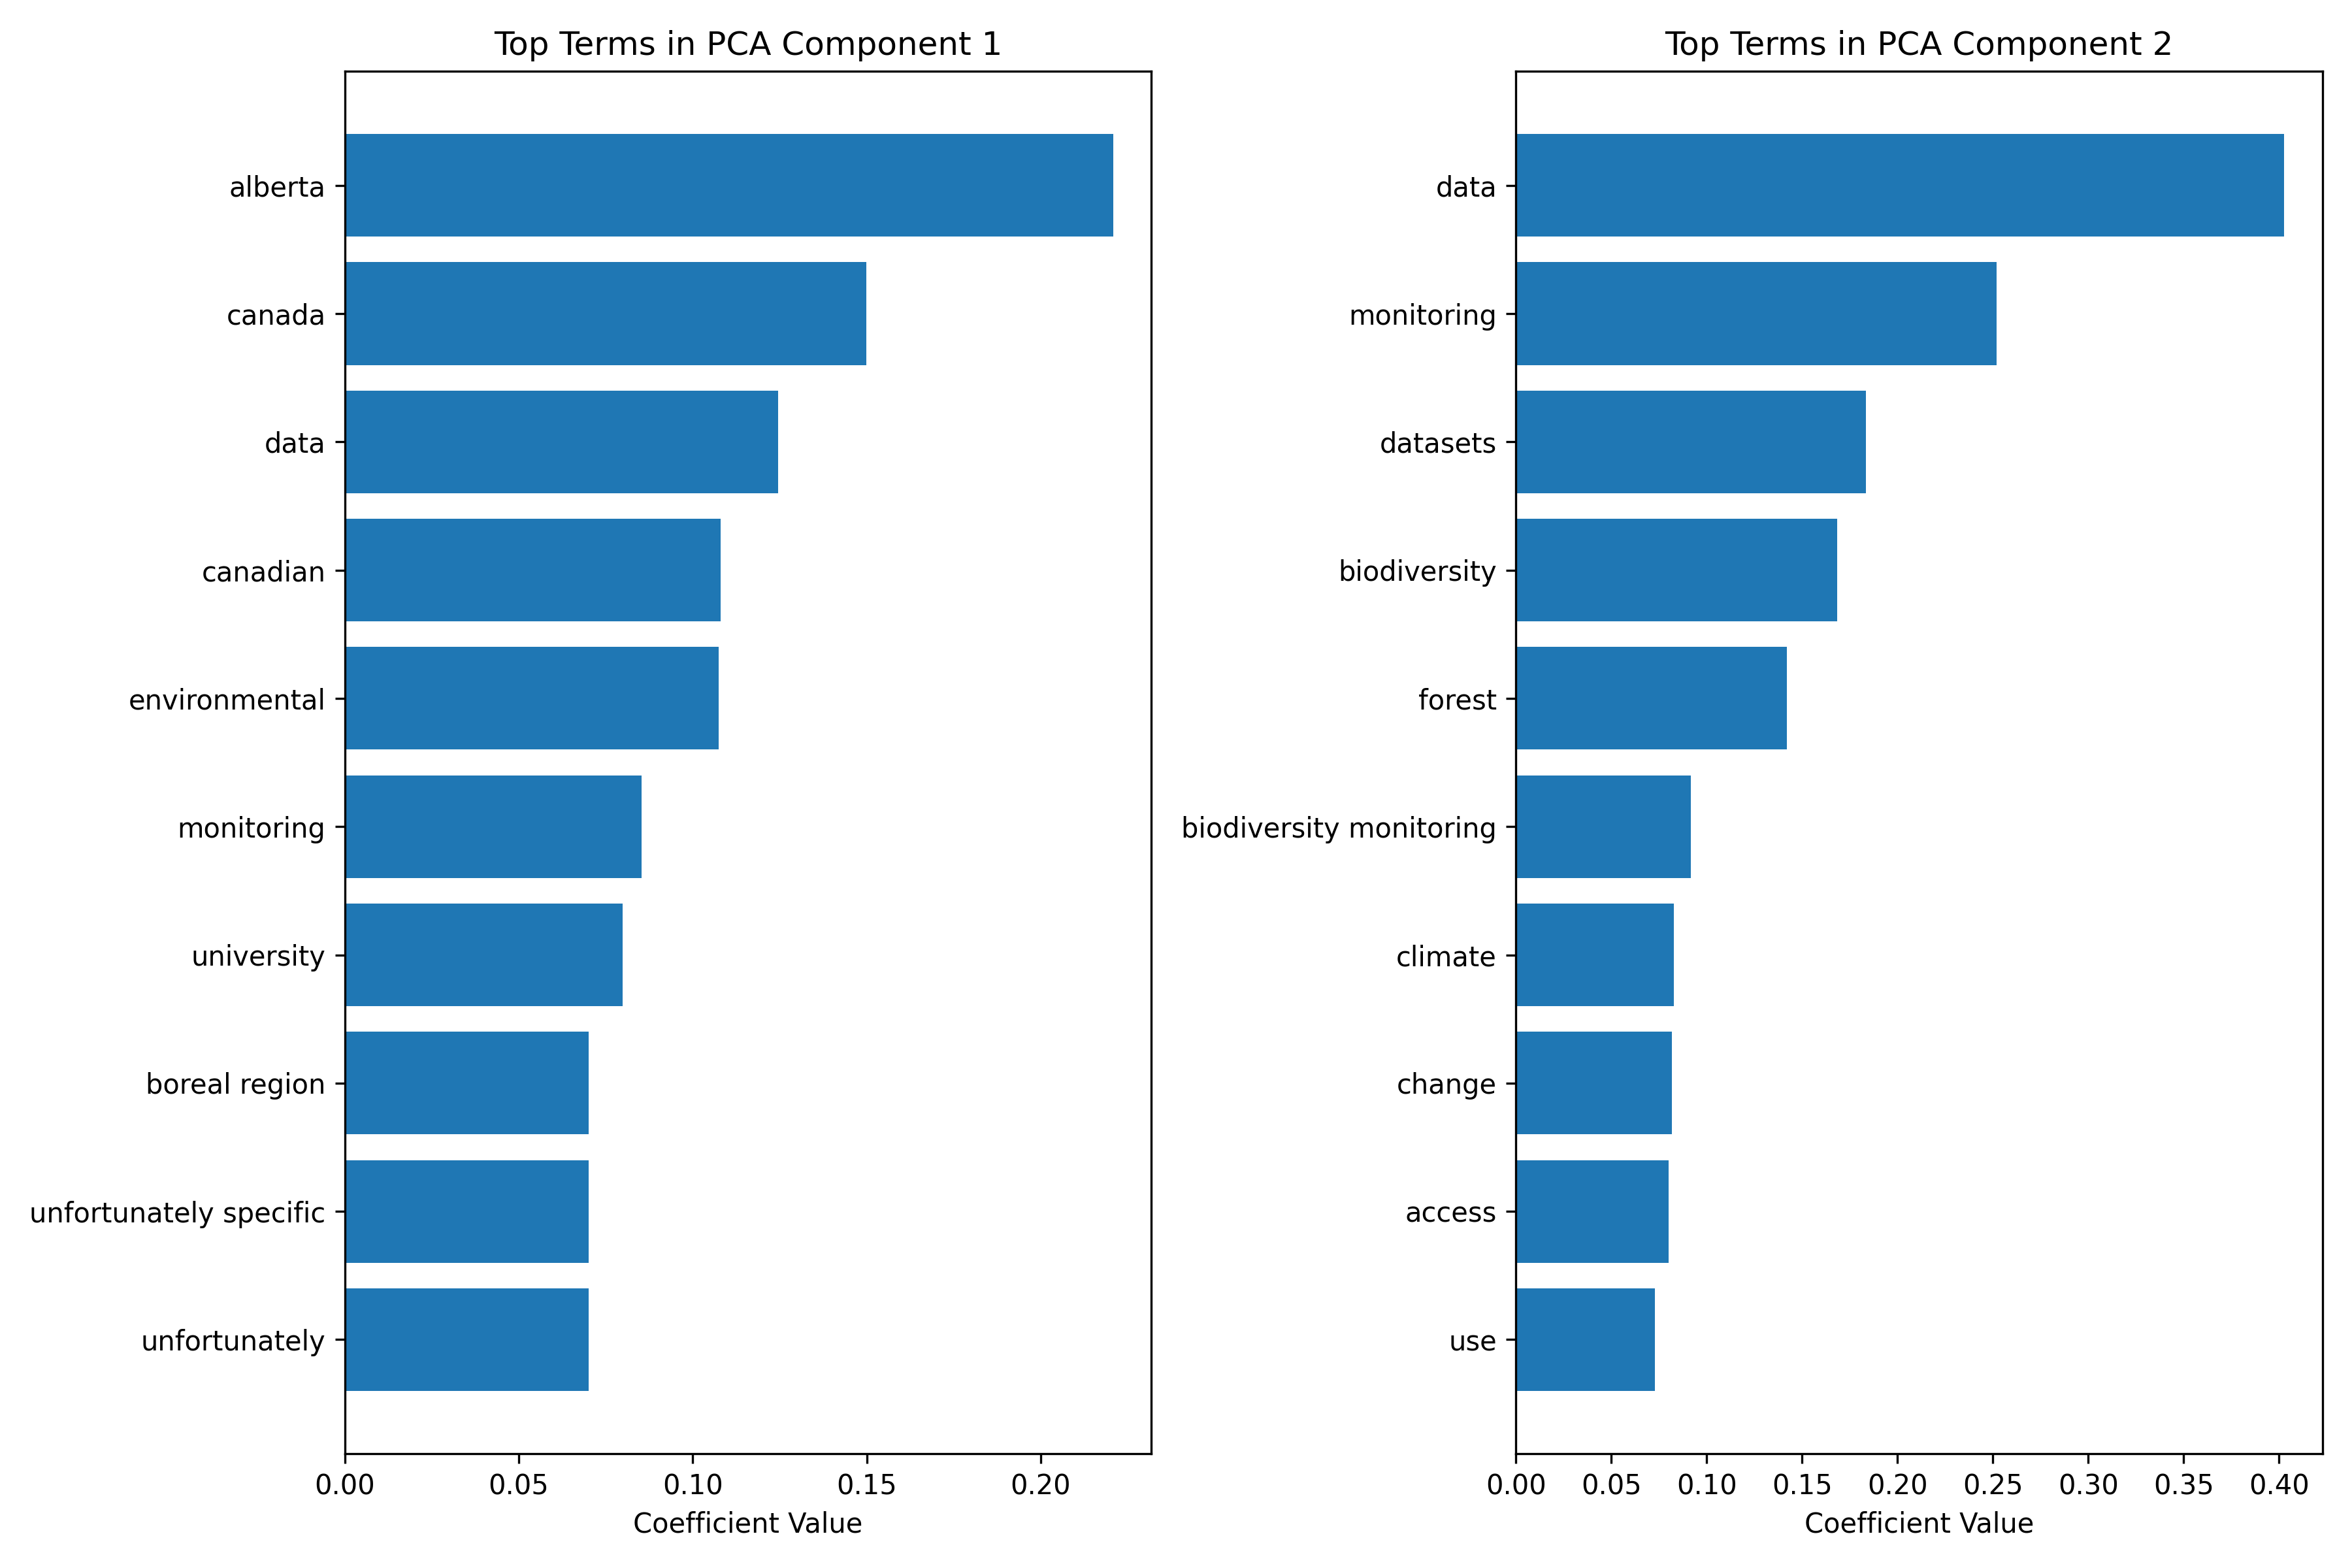 Top Terms in PCA Component 1
alberta
canada
data
canadian
environmental
monitoring
university
boreal region
unfortunately specific
unfortunately
0.00 0.05 0.10 0.15 0.20
Coefficient Value
Top Terms in PCA Component 2
data
monitoring
datasets
biodiversity
forest
biodiversity monitoring
climate
change
access
use
0.00 0.05 0.10 0.15 0.20 0.25 0.30 0.35 0.40
Coefficient Value